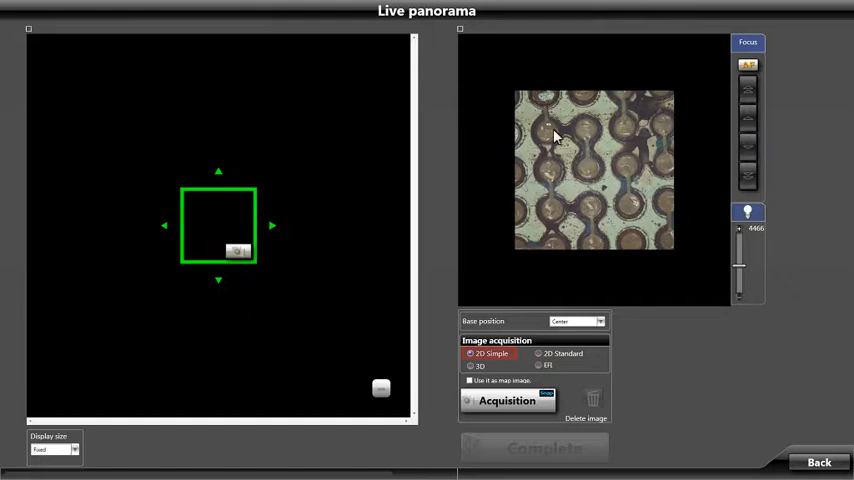 Live panorama
Focus
AF
4466
Base position
Center
Image acquisition
2D Simple
2D Standard
3D
EFI
Use it as map image.
Acquisition
Snap
Delete image
Complete
Display size
Fixed
Back